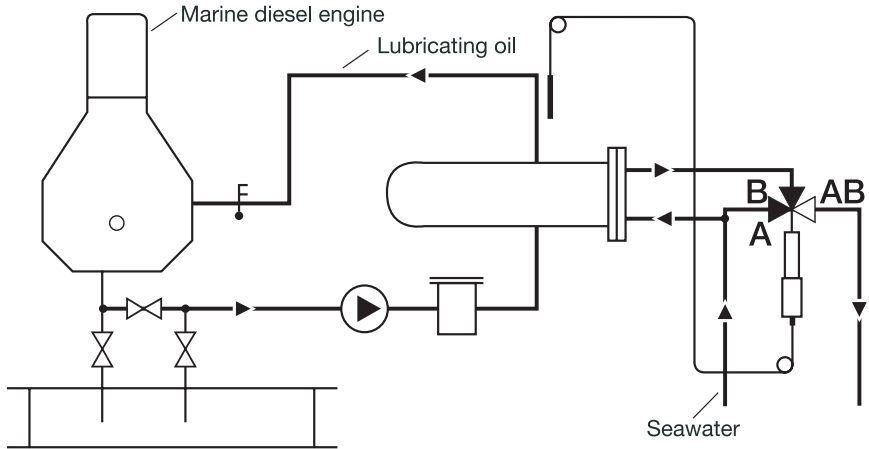 Marine diesel engine
Lubricating oil
F
B
AB
A
Seawater